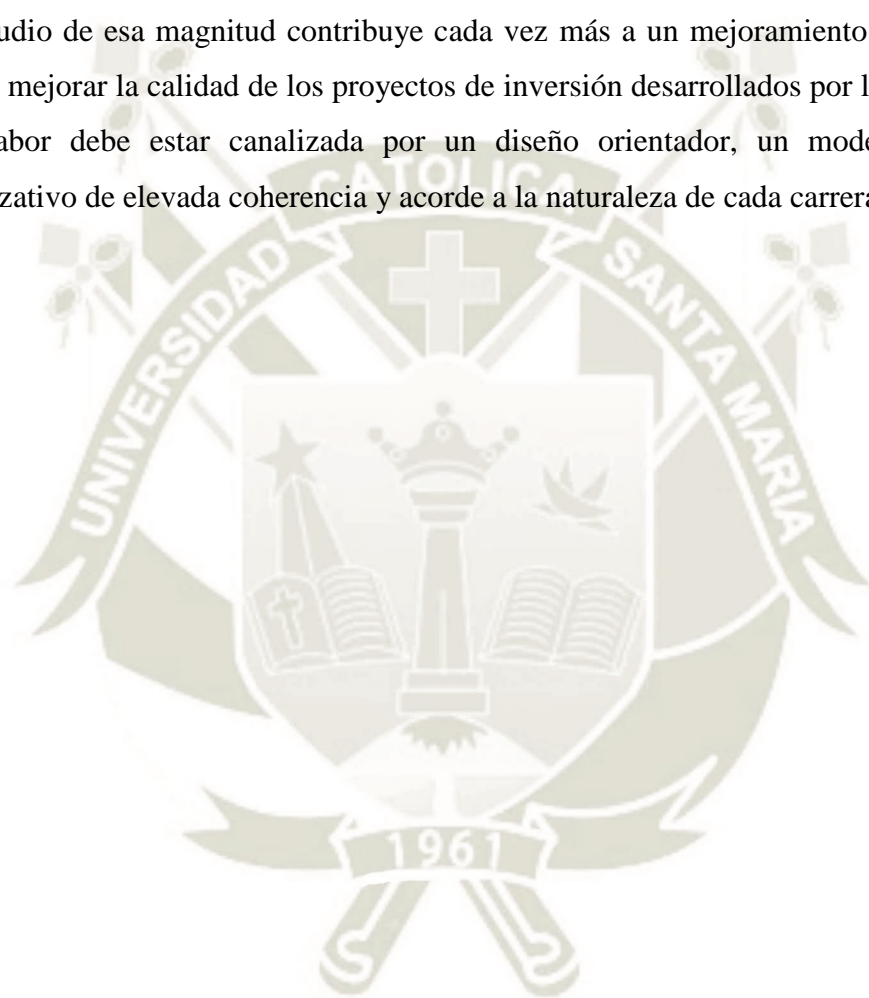 udio de esa magnitud contribuye cada vez más a un mejoramiento
mejorar la calidad de los proyectos de inversión desarrollados por l
abor debe estar canalizada por un diseño orientador, un mode
zativo de elevada coherencia y acorde a la naturaleza de cada carrera
UNIVERSIDAD CATOLICA SANTA MARIA
1961